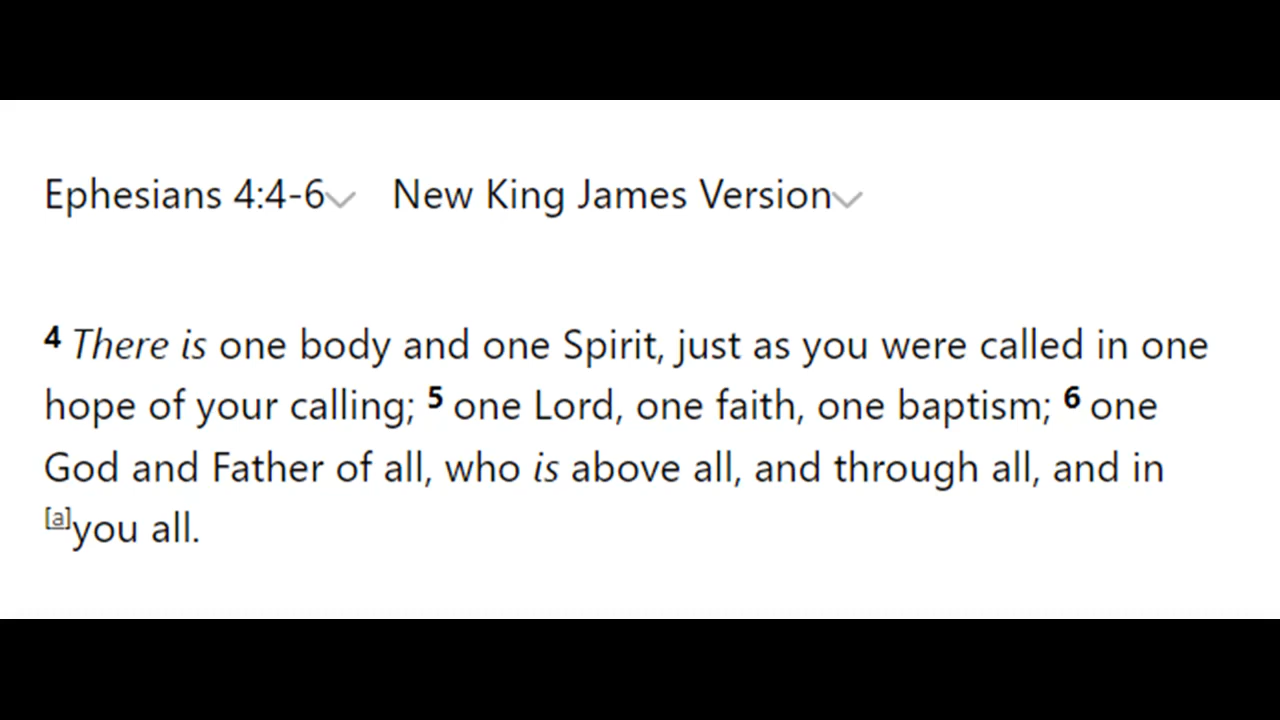 Ephesians 4:4-6 New King James Version
4 There is one body and one Spirit, just as you were called in one
hope of your calling; 5 one Lord, one faith, one baptism; 6 one
God and Father of all, who is above all, and through all, and in
[a]you all.